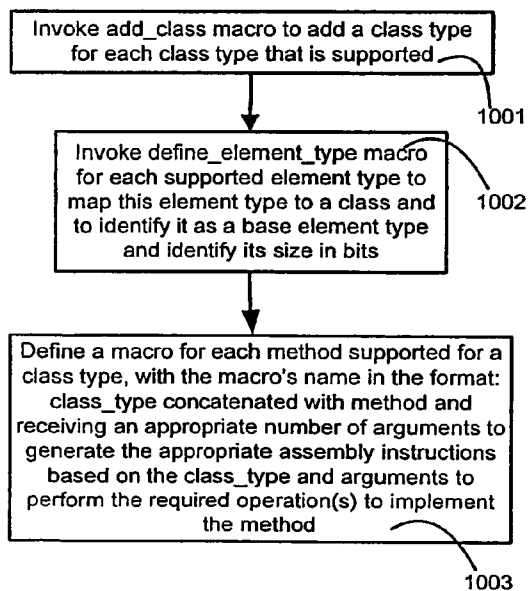 Invoke add_class macro to add a class type
for each class type that is supported
1001
Invoke define_element_type macro
for each supported element type to
map this element type to a class and
to identify it as a base element type
and identify its size in bits
1002
Define a macro for each method supported for a
class type, with the macro's name in the format:
class_type concatenated with method and
receiving an appropriate number of arguments to
generate the appropriate assembly instructions
based on the class_type and arguments to
perform the required operation(s) to implement
the method
1003